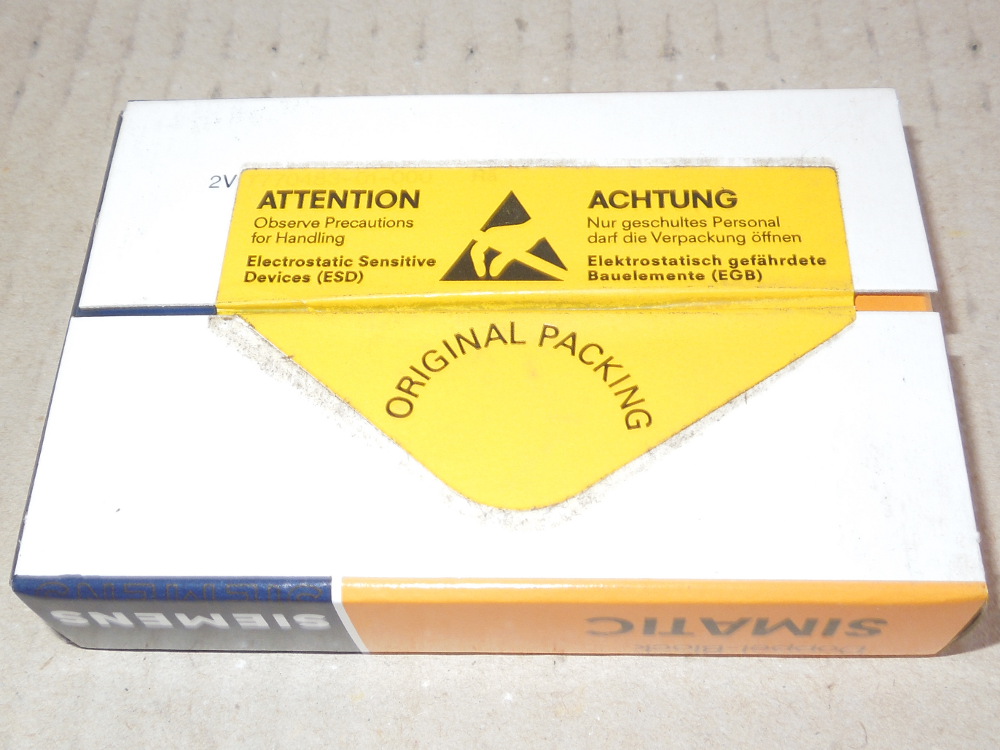 2V
ATTENTION
Observe Precautions
for Handling
Electrostatic Sensitive
Devices (ESD)
ACHTUNG
Nur geschultes Personal
darf die Verpackung öffnen
Elektrostatisch gefährdete
Bauelemente (EGB)
ORIGINAL PACKING
SIEMENS
SIMATIC